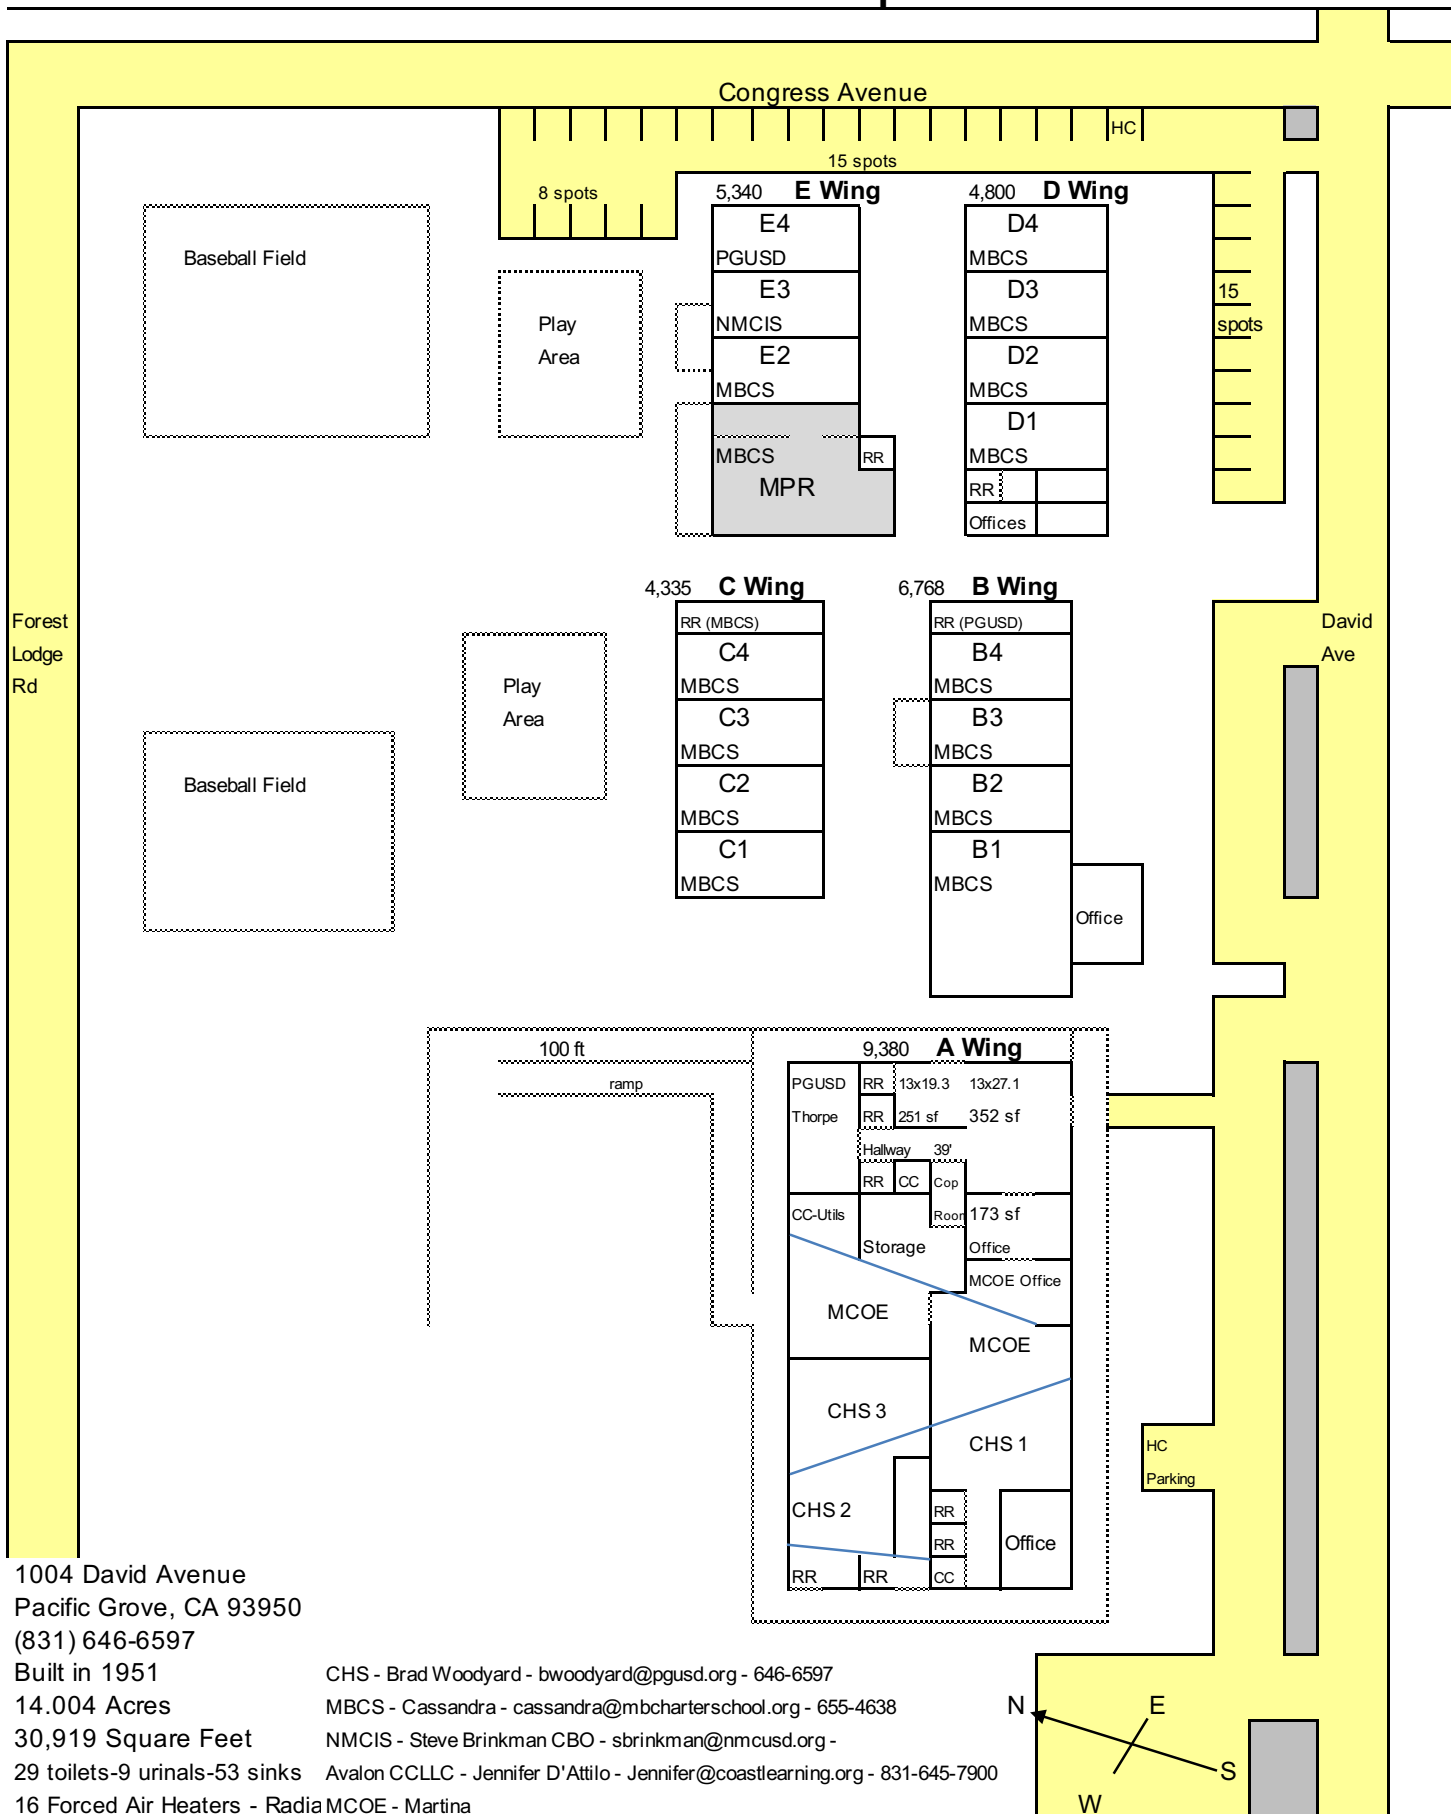 Congress Avenue
HC
15 spots
8 spots
5,340 E Wing
4,800 D Wing
E4
PGUSD
E3
NMCIS
E2
MBCS
MBCS
MPR
RR
D4
MBCS
D3
MBCS
D2
MBCS
D1
MBCS
RR
Offices
15
spots
Baseball Field
Play
Area
4,335 C Wing
6,768 B Wing
Forest
Lodge
Rd
David
Ave
RR (MBCS)
C4
MBCS
C3
MBCS
C2
MBCS
C1
MBCS
RR (PGUSD)
B4
MBCS
B3
MBCS
B2
MBCS
B1
MBCS
Office
Play
Area
Baseball Field
100 ft
ramp
9,380 A Wing
PGUSD RR 13x19.3 13x27.1
Thorpe RR 251 sf 352 sf
Hallway 39'
RR CC Cop
CC-Utils Roon 173 sf
Storage Office
MCOE Office
MCOE
MCOE
CHS 3
CHS 1
HC
Parking
CHS 2 RR
RR Office
RR RR CC
1004 David Avenue
Pacific Grove, CA 93950
(831) 646-6597
Built in 1951
14.004 Acres
30,919 Square Feet
29 toilets-9 urinals-53 sinks
16 Forced Air Heaters - Radia
CHS - Brad Woodyard - bwoodyard@pgusd.org - 646-6597
MBCS - Cassandra - cassandra@mbcharterschool.org - 655-4638
NMCIS - Steve Brinkman CBO - sbrinkman@nmcusd.org -
Avalon CCLLC - Jennifer D'Attilo - Jennifer@coastlearning.org - 831-645-7900
MCOE - Martina
N E
S
W